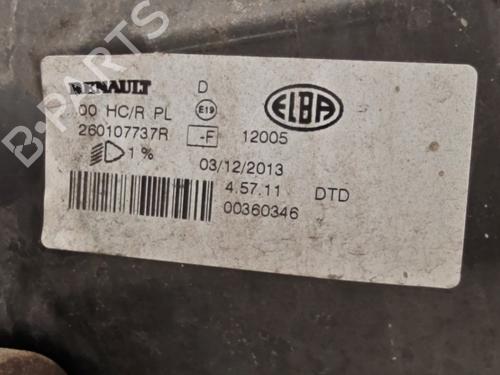 RENAULT D
00 HC/R PL E19 ELBA
260107737R -F 12005
1%
03/12/2013
4.57.11 DTD
00360346
B-PARTS